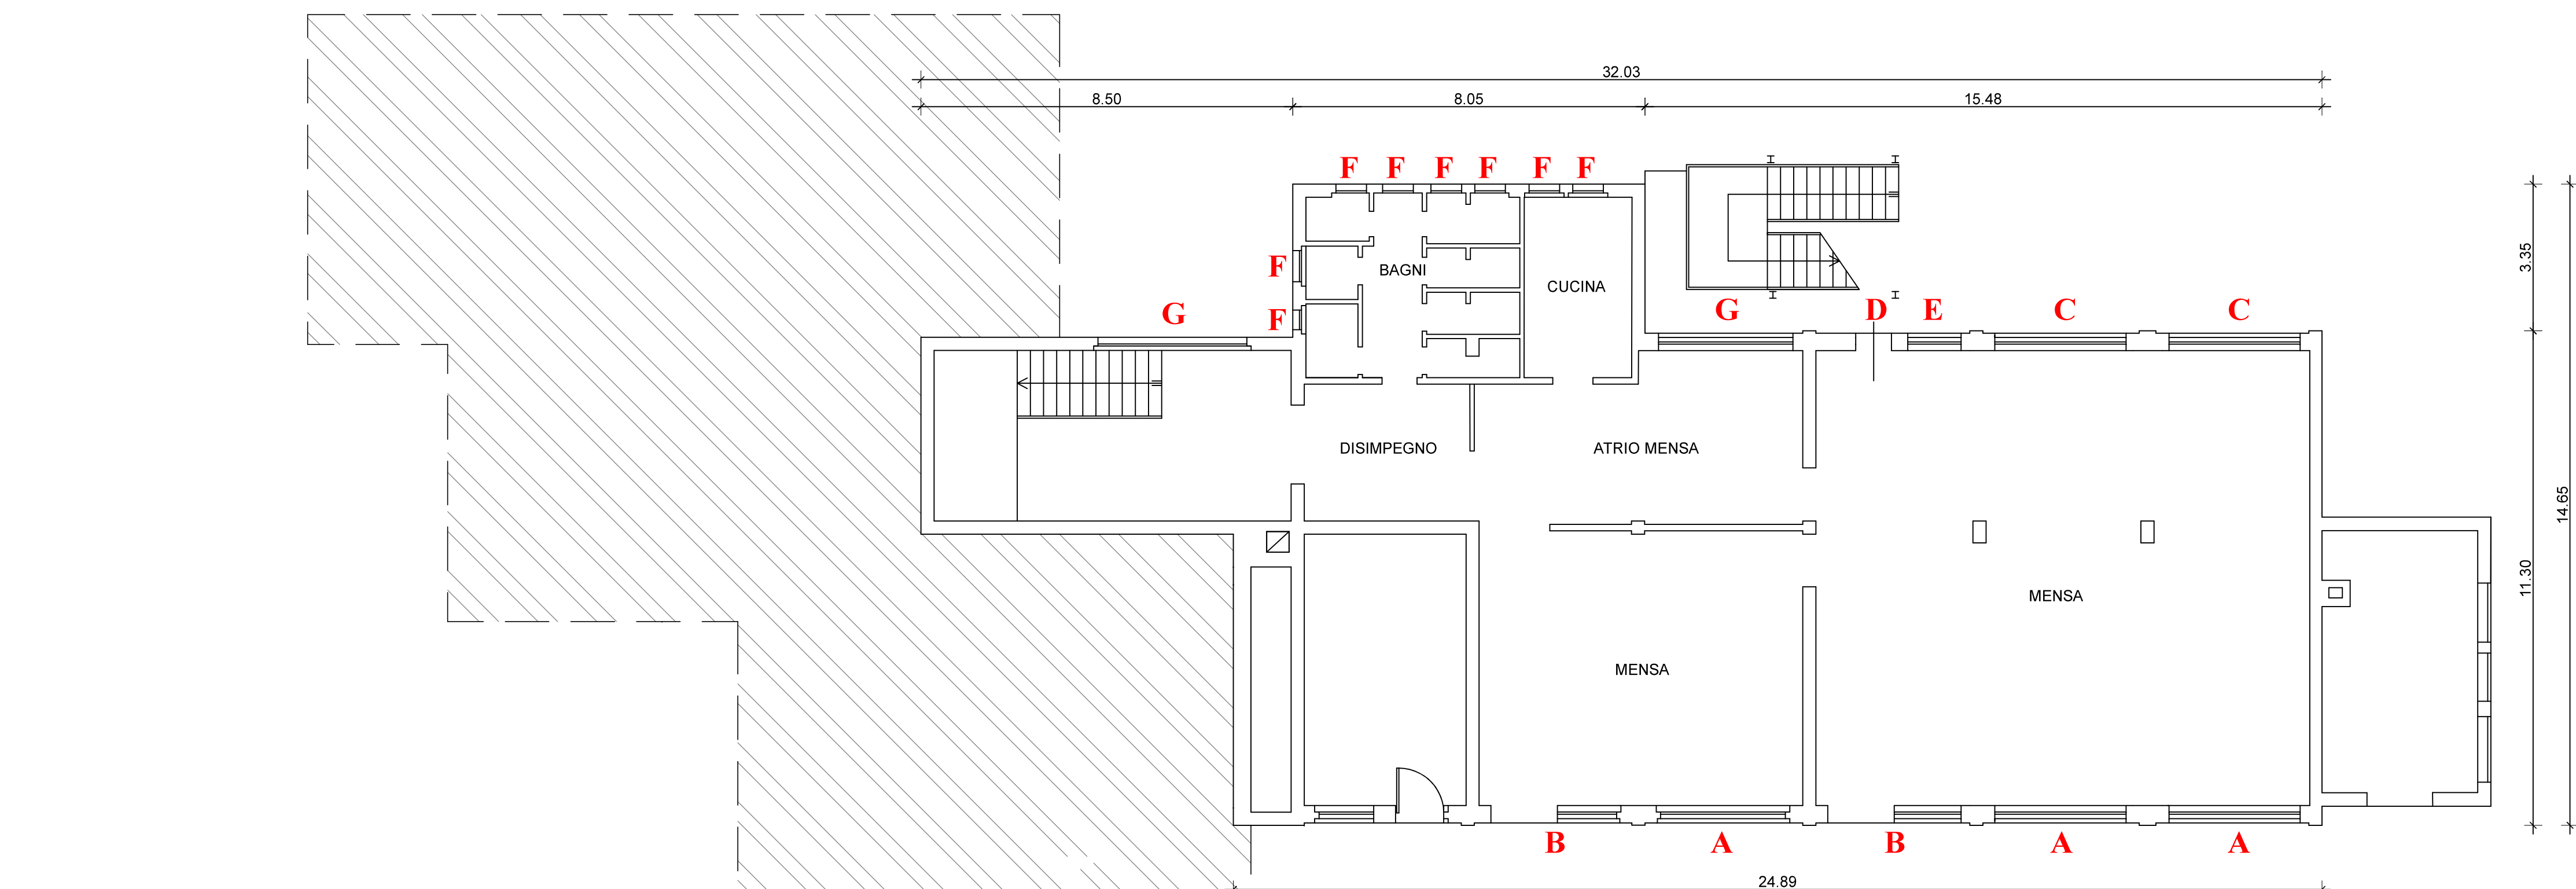 32.03
8.50 8.05 15.48
F F F F F F
3.35
F BAGNI
CUCINA
G F G D E C C
DISIMPEGNO ATRIO MENSA
14.65
11.30
MENSA
MENSA
B A B A A
24.89